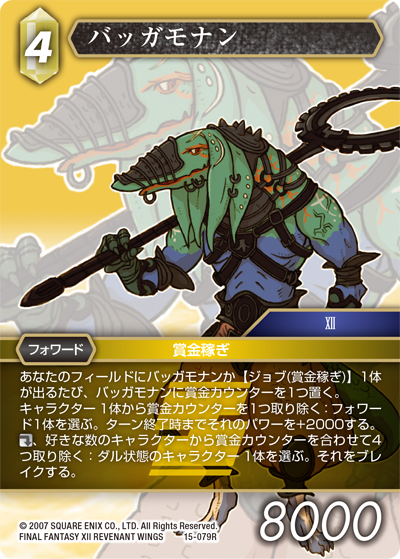 4
バッガモナン
XII
フォワード
賞金稼ぎ
あなたのフィールドにバッガモナンか【ジョブ(賞金稼ぎ)】 1体
が出るたび、バッガモナンに賞金カウンターを1つ置く。
キャラクター 1体から賞金カウンターを1つ取り除く:フォワー
ド1体を選ぶ。ターン終了時までそれのパワーを+2000する。
、好きな数のキャラクターから賞金カウンターを合わせて4
つ取り除く:ダル状態のキャラクター 1体を選ぶ。それをブレ
イクする。
© 2007 SQUARE ENIX CO., LTD. All Rights Reserved.
FINAL FANTASY XII REVENANT WINGS 15-079R
8000